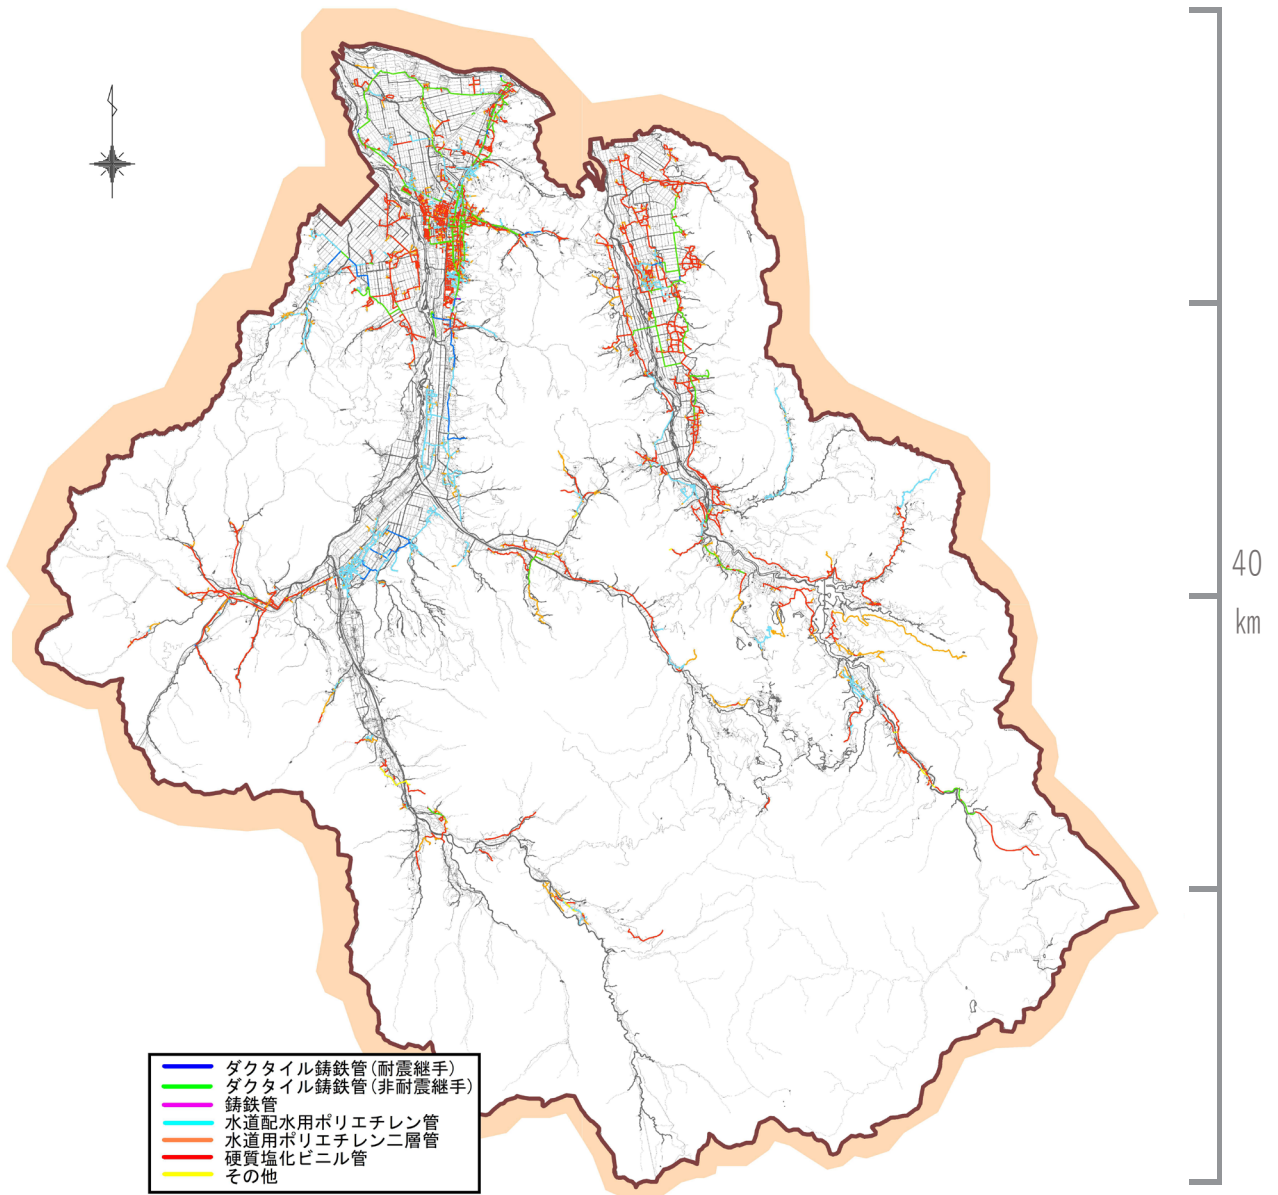 40
km
ダクタイル鋳鉄管(耐震継手)
ダクタイル鋳鉄管(非耐震継手)
鋳鉄管
水道配水用ポリエチレン管
水道用ポリエチレン二層管
硬質塩化ビニル管
その他